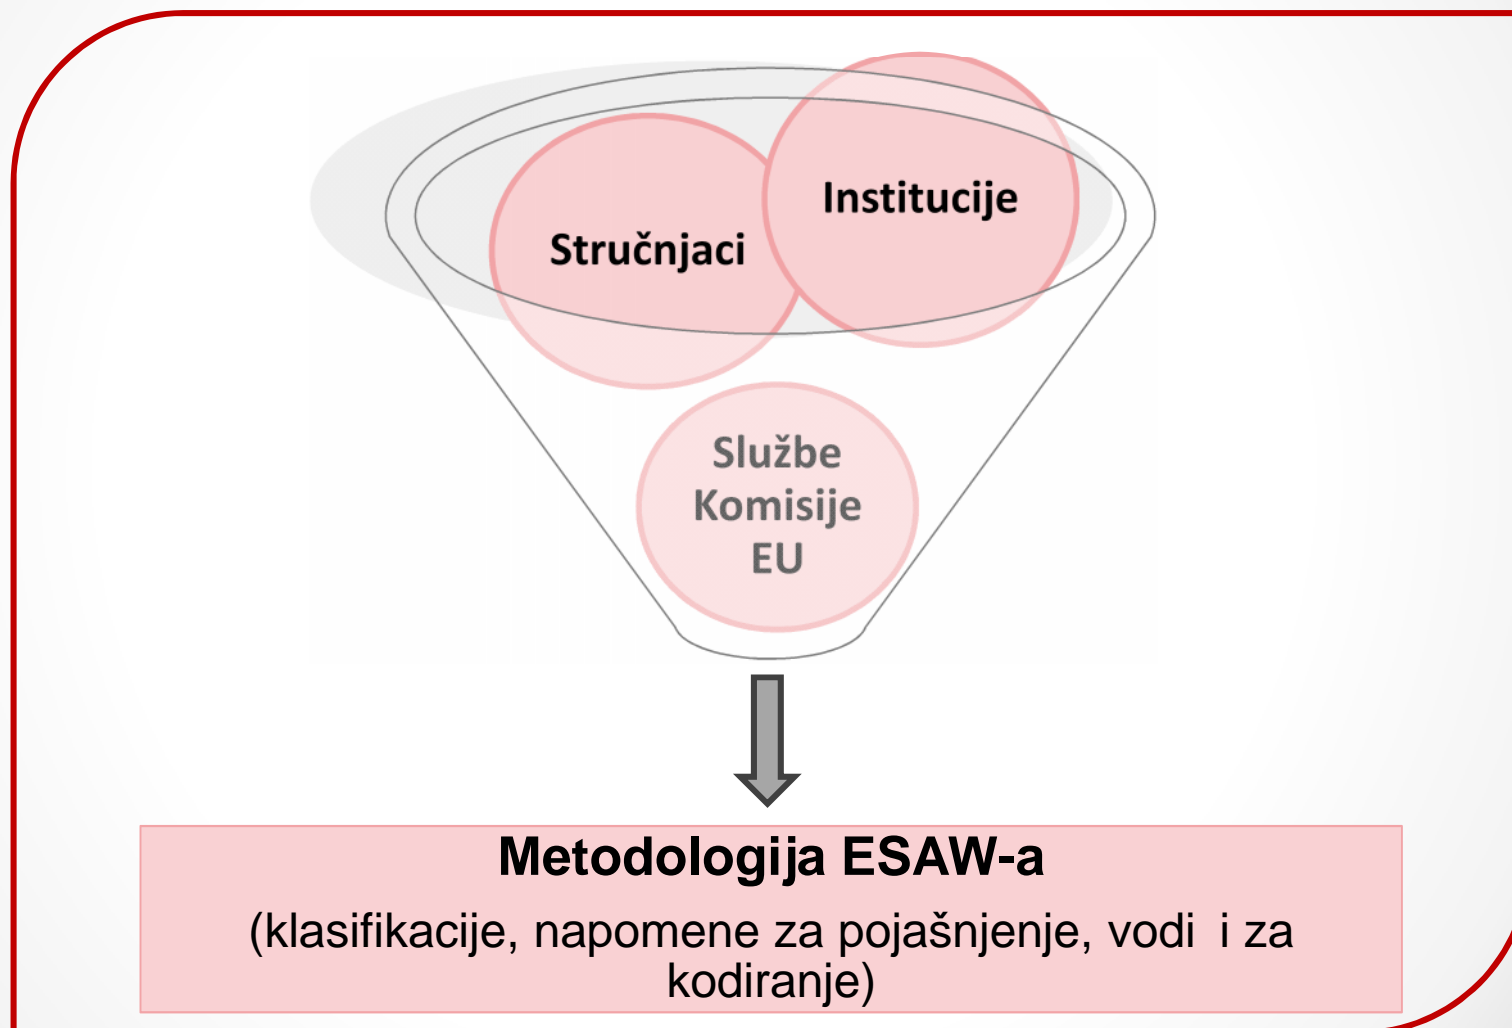 Institucije
Stručnjaci
Službe
Komisije
EU
Metodologija ESAW-a
(klasifikacije, napomene za pojašnjenje, vodi i za
kodiranje)